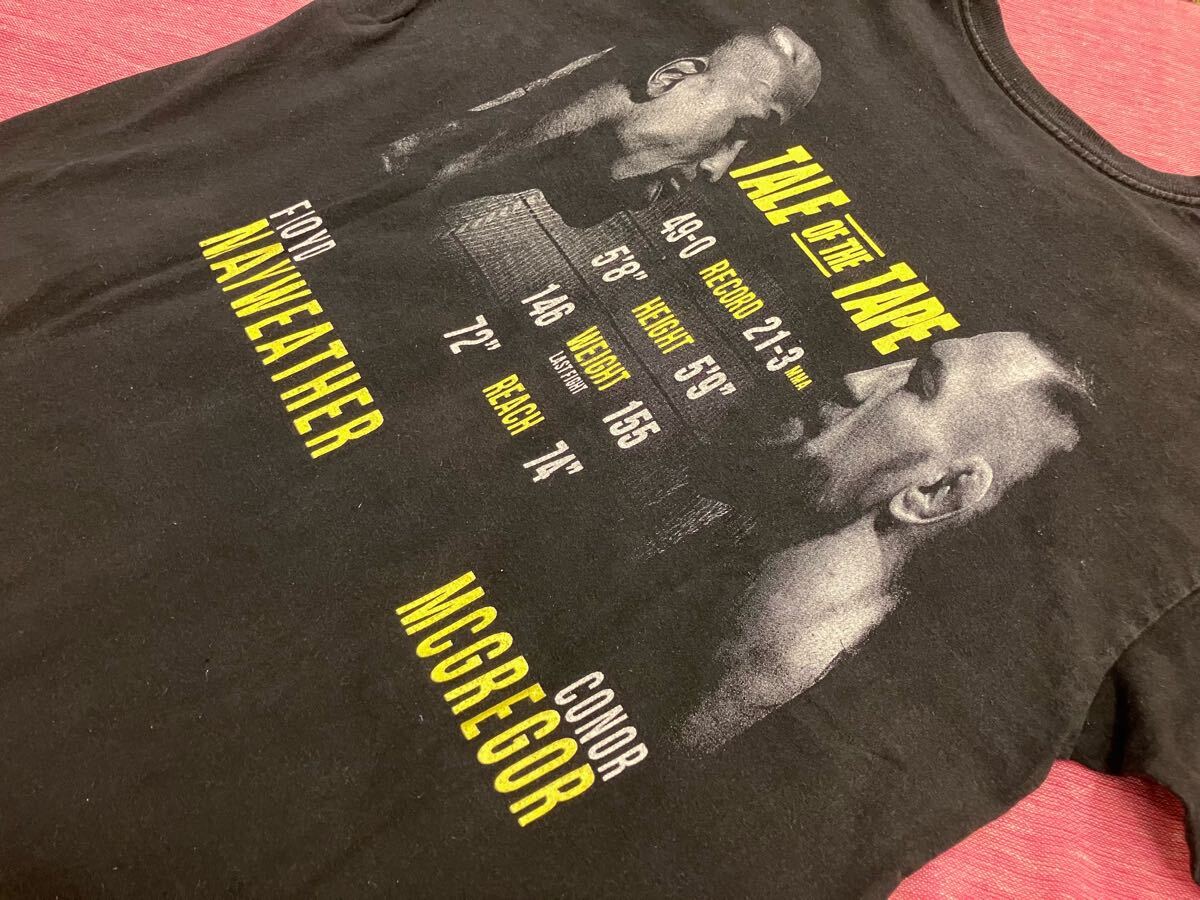 TALE
OF THE
TAPE
49-0 RECORD 21-3 MMA
5'8" HEIGHT 5'9"
146 WEIGHT 155
LAST FIGHT
72" REACH 74"
FLOYD
MAYWEATHER
CONOR
MCGREGOR